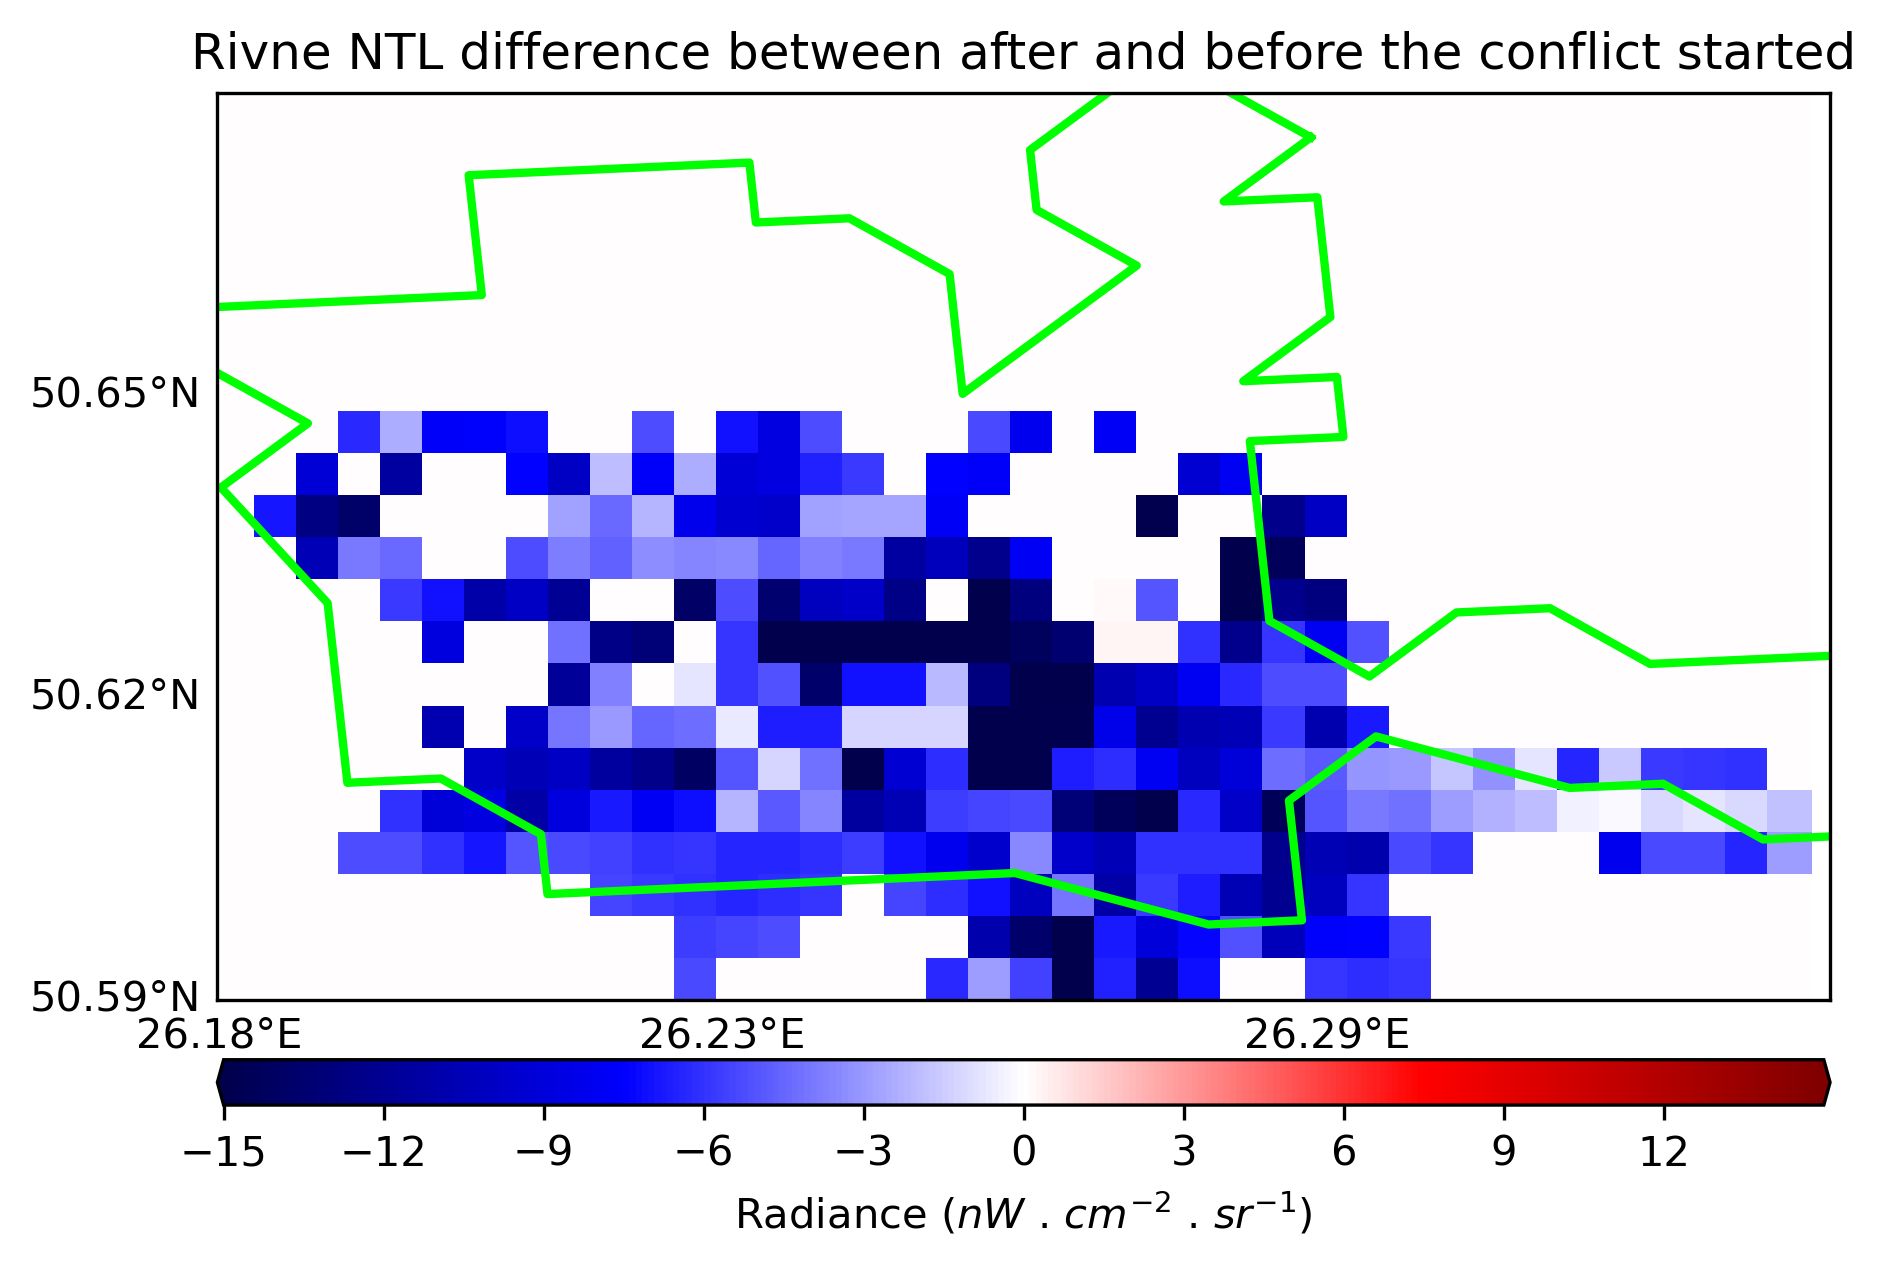 Rivne NTL difference between after and before the conflict started
50.65°N
50.62°N
50.59°N
26.18°E 26.23°E 26.29°E
−15 −12 −9 −6 −3 0 3 6 9 12
Radiance (nW . cm⁻² . sr⁻¹)